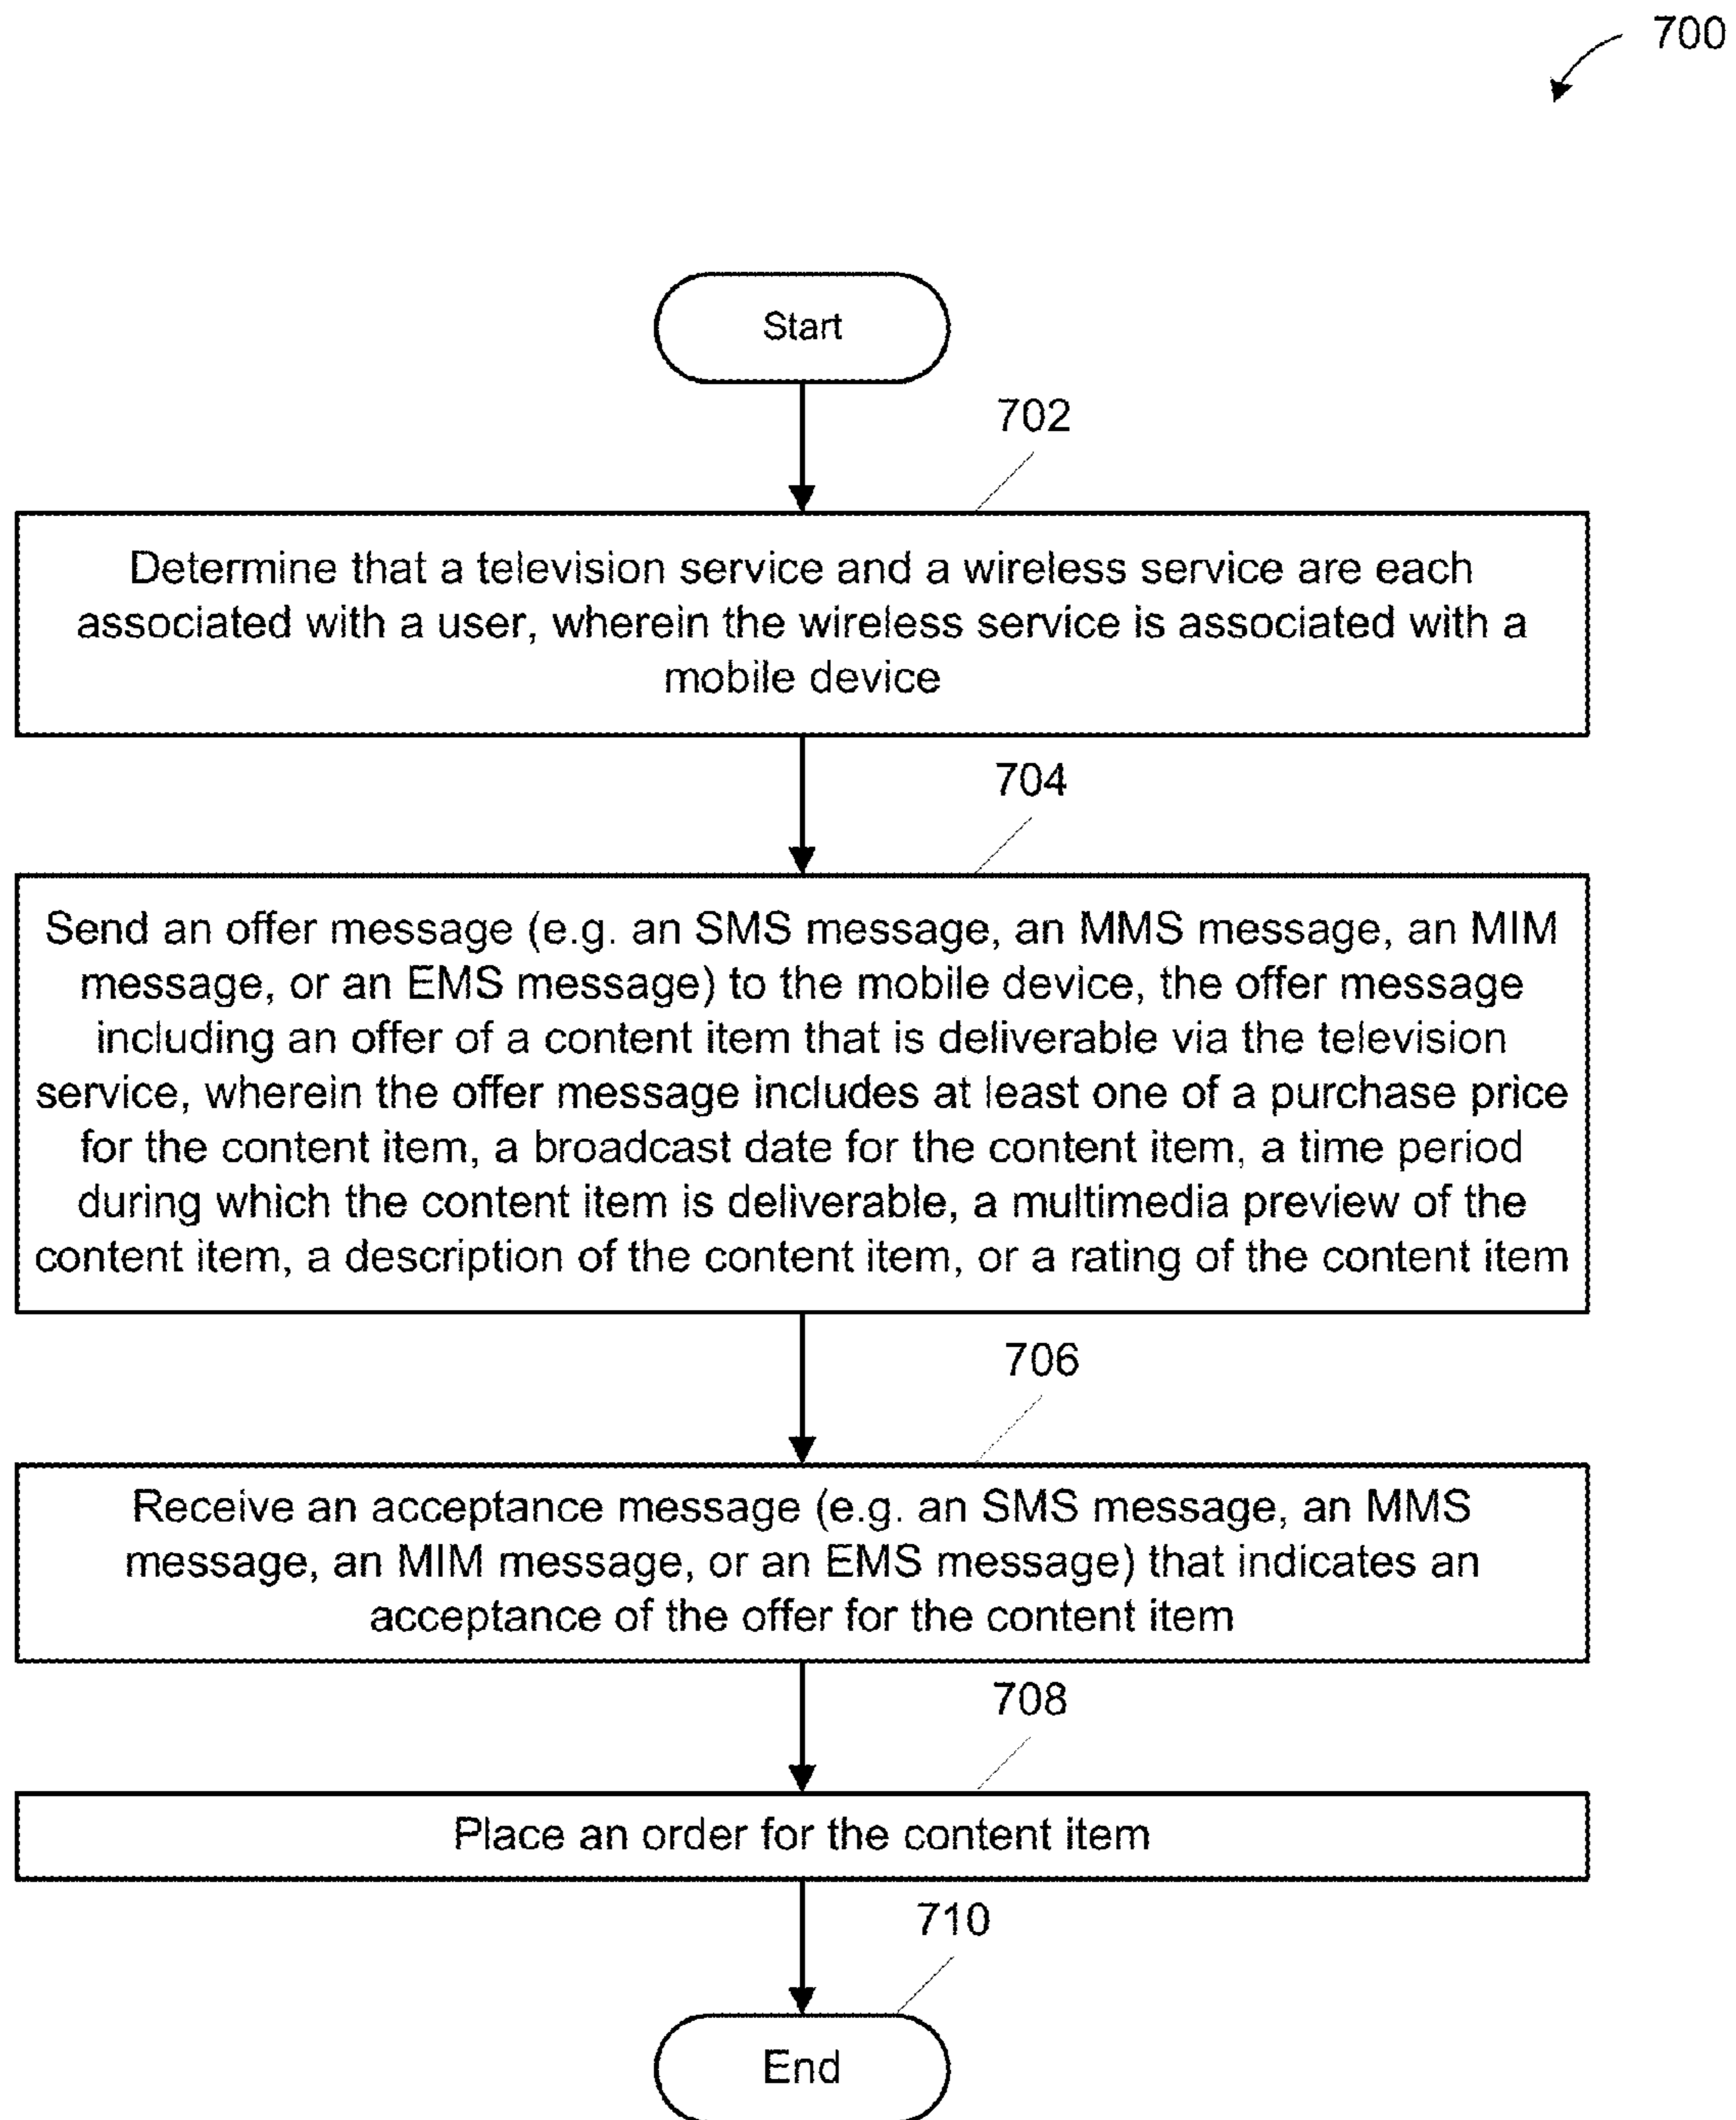 700
Start
702
Determine that a television service and a wireless service are each
associated with a user, wherein the wireless service is associated with a
mobile device
704
Send an offer message (e.g. an SMS message, an MMS message, an MIM
message, or an EMS message) to the mobile device, the offer message
including an offer of a content item that is deliverable via the television
service, wherein the offer message includes at least one of a purchase price
for the content item, a broadcast date for the content item, a time period
during which the content item is deliverable, a multimedia preview of the
content item, a description of the content item, or a rating of the content item
706
Receive an acceptance message (e.g. an SMS message, an MMS
message, an MIM message, or an EMS message) that indicates an
acceptance of the offer for the content item
708
Place an order for the content item
710
End